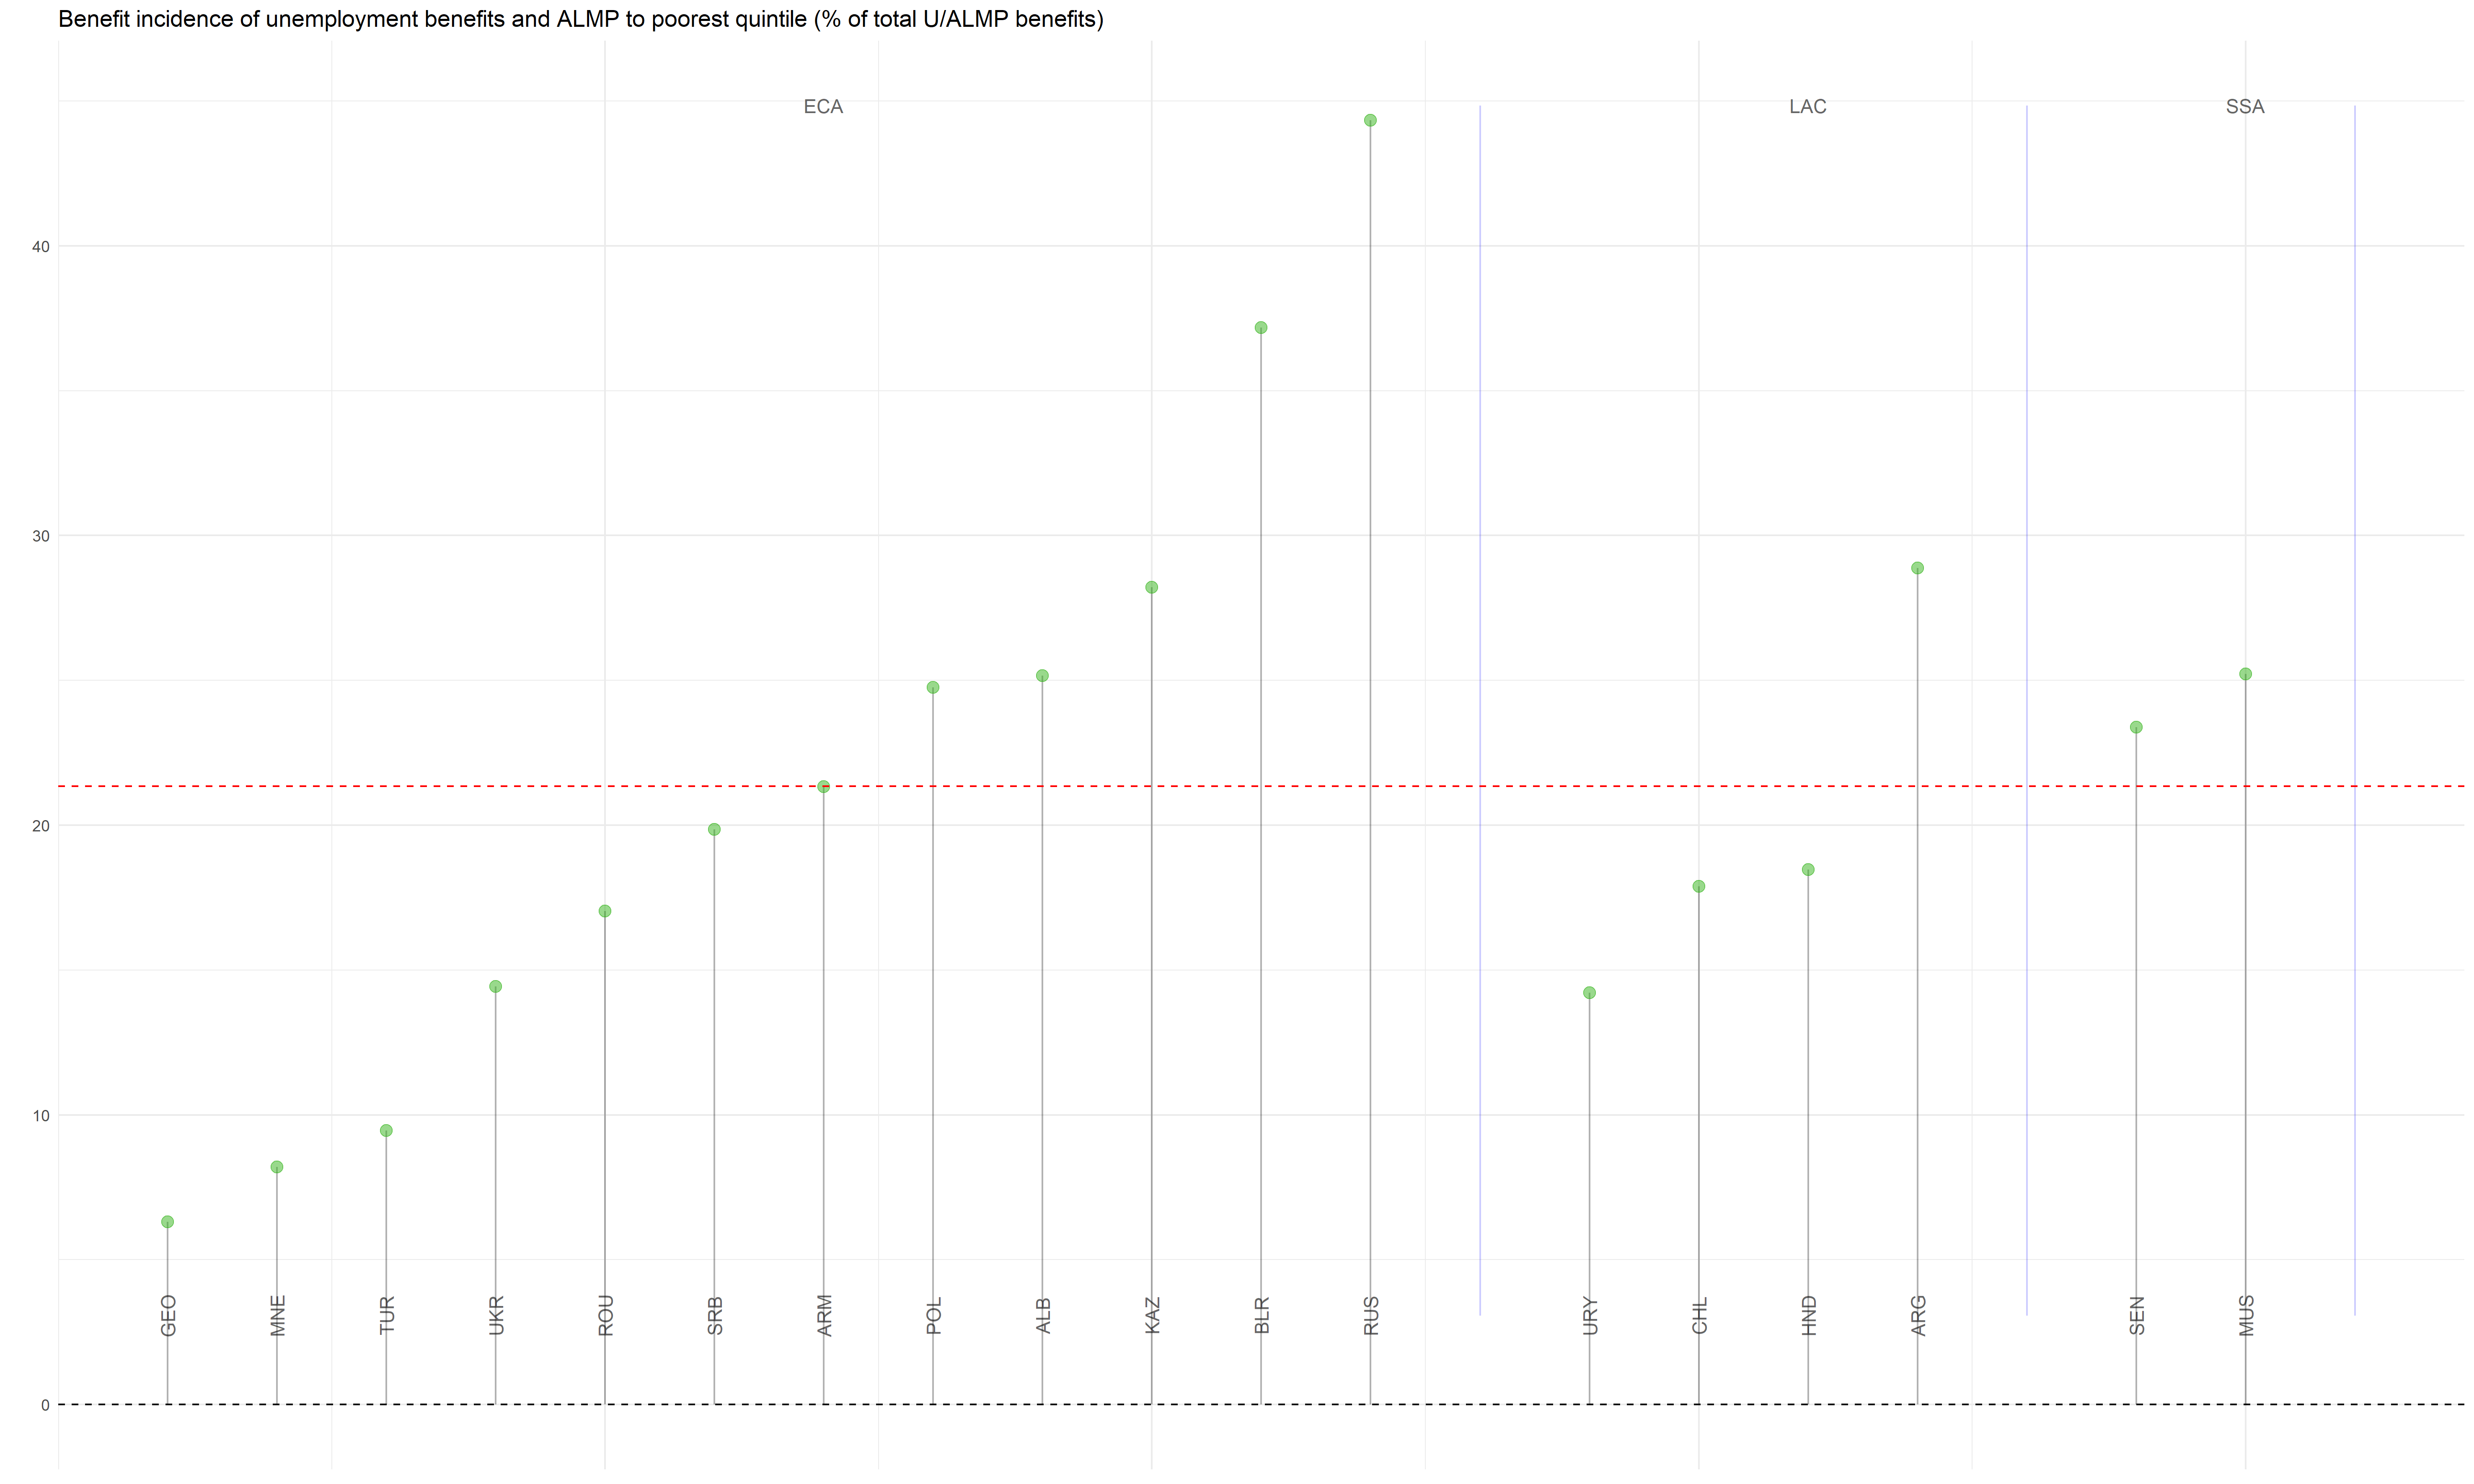 Benefit incidence of unemployment benefits and ALMP to poorest quintile (% of total U/ALMP benefits)
ECA LAC SSA
40
30
20
10
0
GEO MNE TUR UKR ROU SRB ARM POL ALB KAZ BLR RUS URY CHL HND ARG SEN MUS